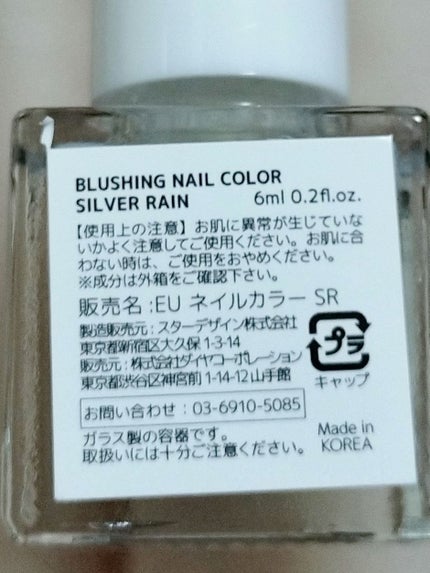 BLUSHING NAIL COLOR
SILVER RAIN 6ml 0.2fl.oz.
【使用上の注意】お肌に異常が生じていな
いかよく注意してご使用ください。お肌に合
わない時は、ご使用をおやめください。
※成分は外箱をご確認下さい。
販売名:EU ネイルカラー SR
製造販売元:スターデザイン株式会社
東京都新宿区大久保1-3-14
販売元:株式会社ダイヤコーポレーション
東京都渋谷区神宮前1-14-12山手館
プラ
キャップ
お問い合わせ:03-6910-5085
ガラス製の容器です。
取扱いには十分ご注意ください。
Made in
KOREA